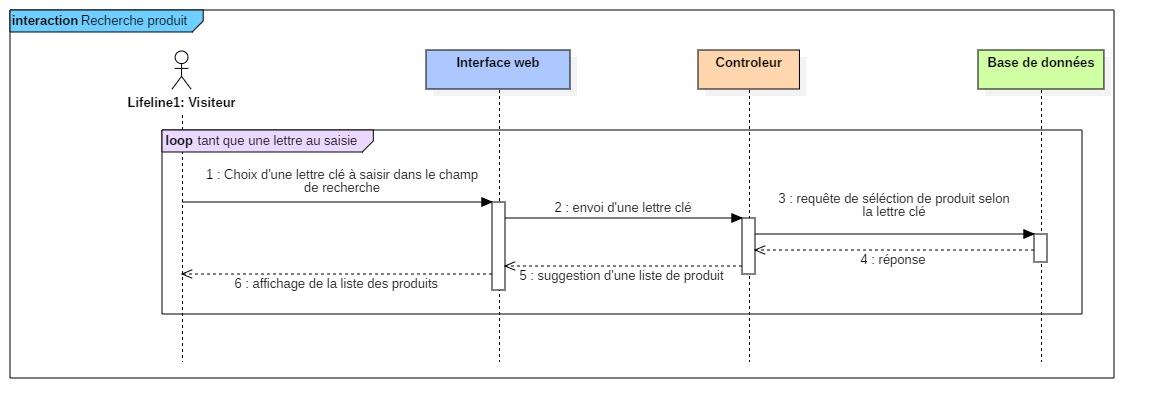 interaction Recherche produit
Interface web
Controleur
Base de données
Lifeline1: Visiteur
loop tant que une lettre au saisie
1 : Choix d'une lettre clé à saisir dans le champ
de recherche
2 : envoi d'une lettre clé
3 : requête de séléction de produit selon
la lettre clé
4 : réponse
5 : suggestion d'une liste de produit
6 : affichage de la liste des produits